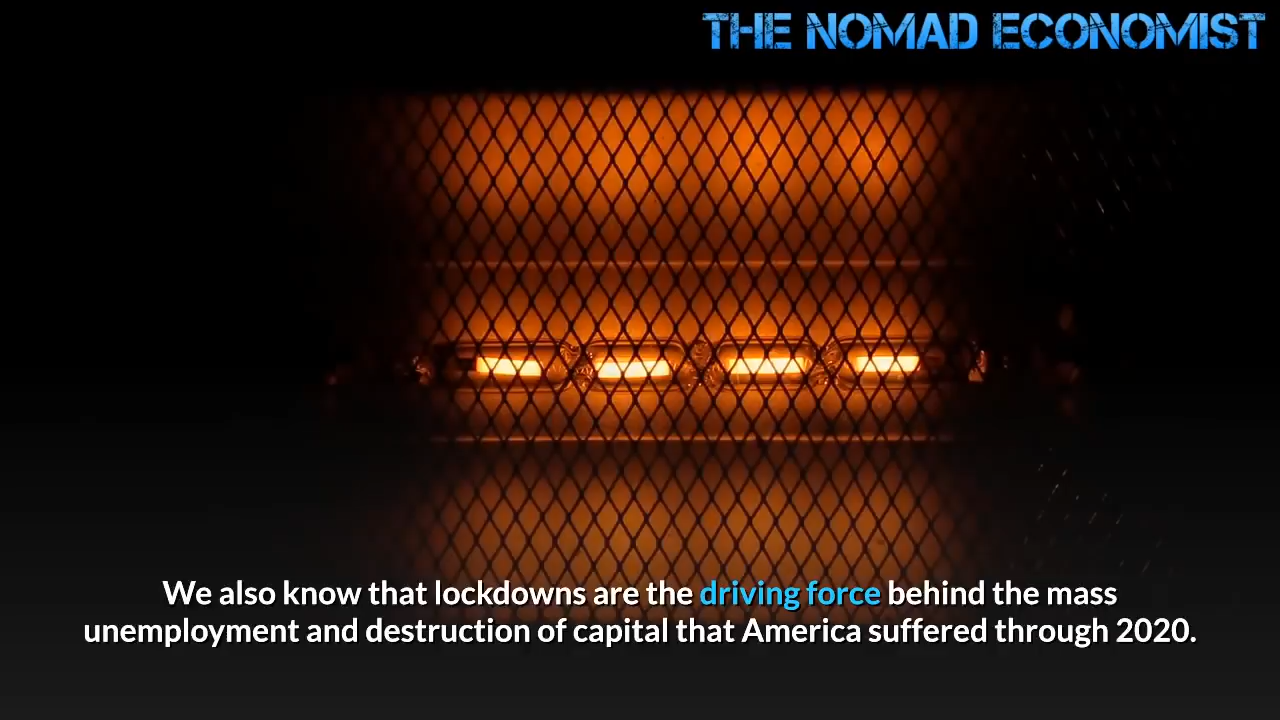 THE NOMAD ECONOMIST
We also know that lockdowns are the driving force behind the mass
unemployment and destruction of capital that America suffered through 2020.